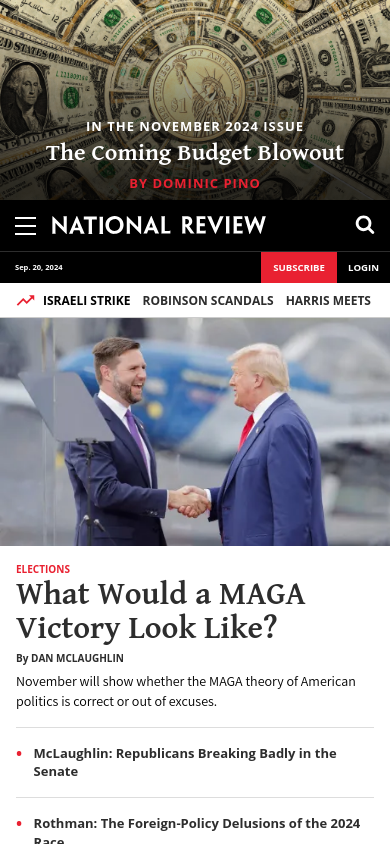 IN THE NOVEMBER 2024 ISSUE
The Coming Budget Blowout
BY DOMINIC PINO
NATIONAL REVIEW
Sep. 20, 2024
SUBSCRIBE
LOGIN
ISRAELI STRIKE ROBINSON SCANDALS HARRIS MEETS
ELECTIONS
What Would a MAGA
Victory Look Like?
By DAN MCLAUGHLIN
November will show whether the MAGA theory of American
politics is correct or out of excuses.
• McLaughlin: Republicans Breaking Badly in the
Senate
• Rothman: The Foreign-Policy Delusions of the 2024
Race